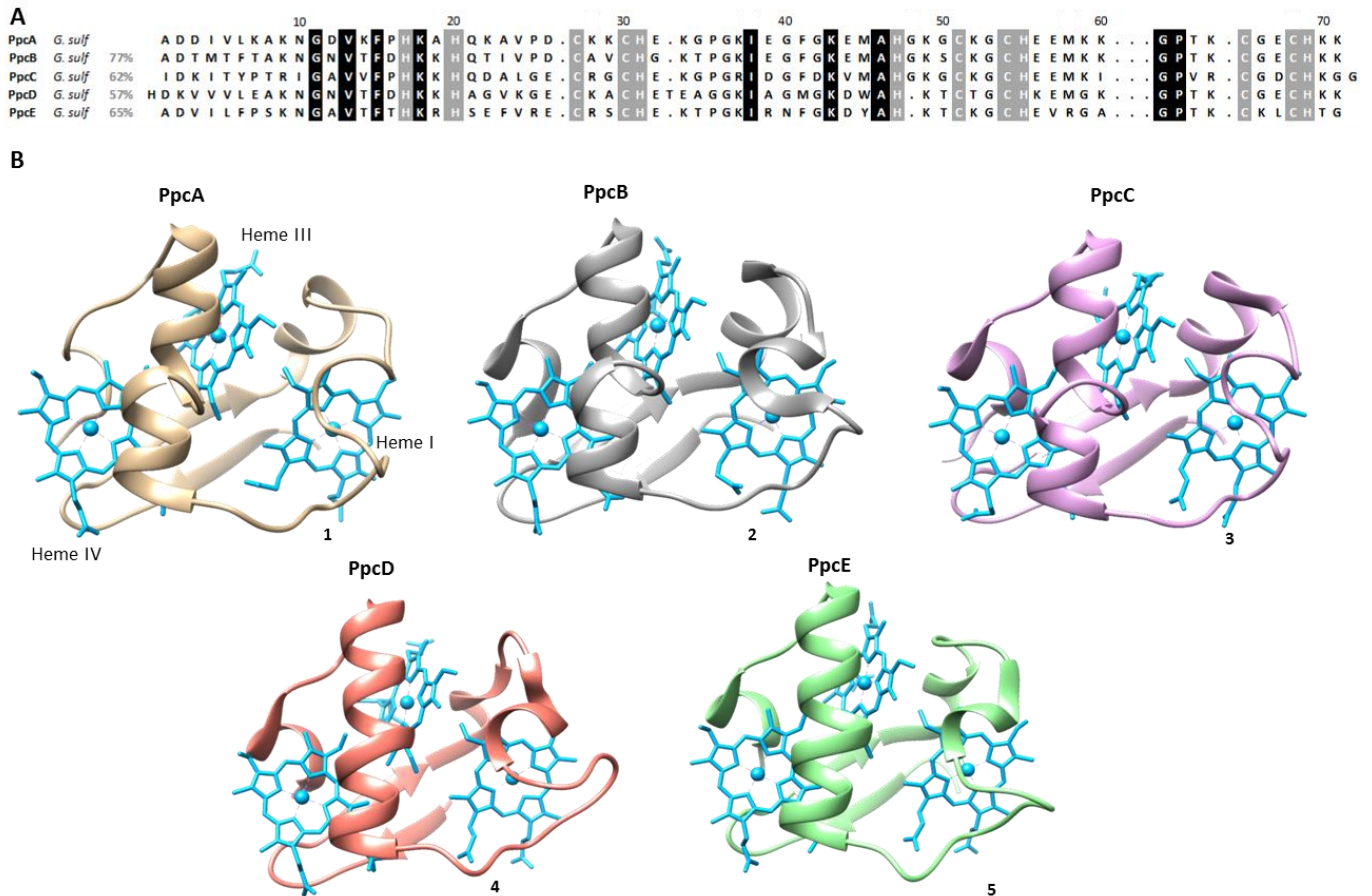 A
10 20 30 40 50 60 70
PpcA G. sulf A D D I V L K A K N G D V K F P H K A H Q K A V P D . C K K C H E . K G P G K I E G F G K E M A H G K G C K G C H E E M K K . . . G P T K . C G E C H K K
PpcB G. sulf 77% A D T M T F T A K N G N V T F D H K K H Q T I V P D . C A V C H G . K T P G K I E G F G K E M A H G K S C K G C H E E M K K . . . G P T K . C G E C H K K
PpcC G. sulf 62% I D K I T Y P T R I G A V V F P H K K H Q D A L G E . C R G C H E . K G P G R I D G F D K V M A H G K G C K G C H E E M K I . . . G P V R . C G D C H K G G
PpcD G. sulf 57% H D K V V V L E A K N G N V T F D H K K H A G V K G E . C K A C H E T E A G G K I A G M G K D W A H . K T C T G C H K E M G K . . . G P T K . C G E C H K K
PpcE G. sulf 65% A D V I L F P S K N G A V T F T H K R H S E F V R E . C R S C H E . K T P G K I R N F G K D Y A H . K T C K G C H E V R G A . . . G P T K . C K L C H T G
B
PpcA
PpcB
PpcC
Heme III
Heme I
Heme IV
1
2
3
PpcD
PpcE
4
5